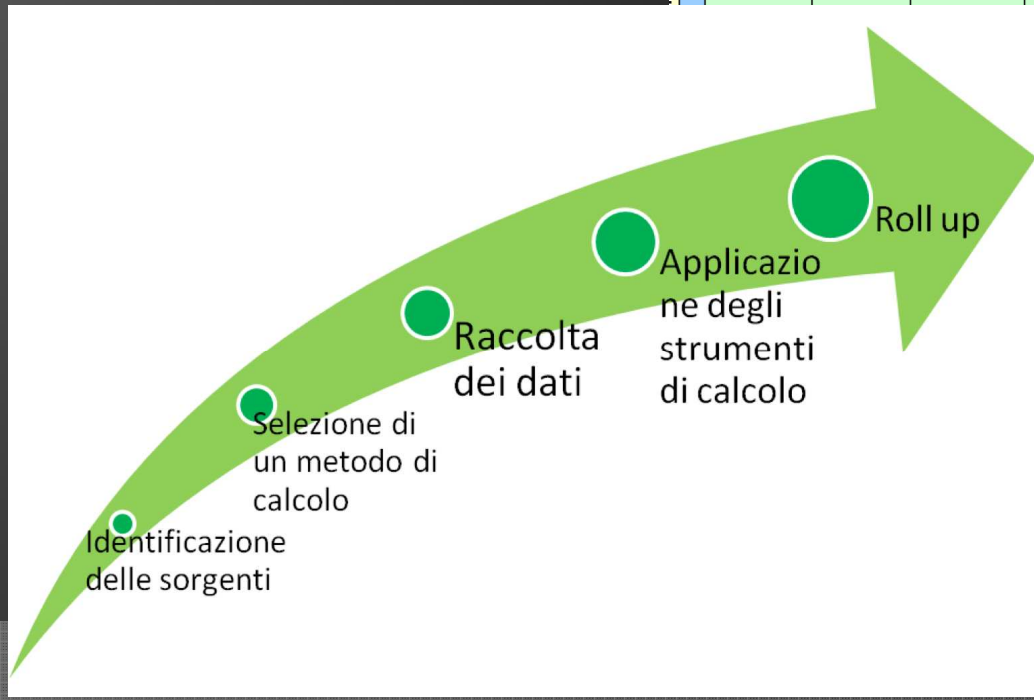 Identificazione
delle sorgenti
Selezione di
un metodo di
calcolo
Raccolta
dei dati
Applicazio
ne degli
strumenti
di calcolo
Roll up